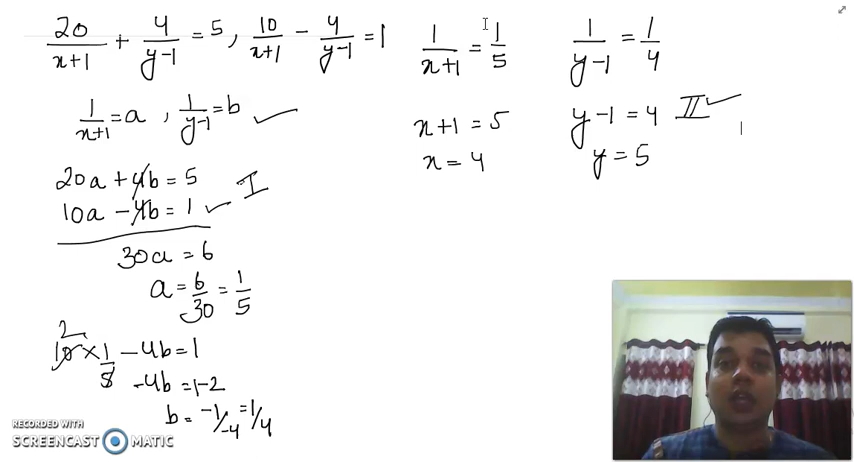 20/(x+1) + 4/(y-1) = 5, 10/(x+1) - 4/(y-1) = 1
1/(x+1) = a, 1/(y-1) = b
20a + 4b = 5
10a - 4b = 1
I
30a = 6
a = 6/30 = 1/5
2
10 × 1/5 - 4b = 1
-4b = 1-2
b = -1/-4 = 1/4
1/(x+1) = 1/5
x+1 = 5
x = 4
1/(y-1) = 1/4
y-1 = 4 II
y = 5
RECORDED WITH
SCREENCAST MATIC